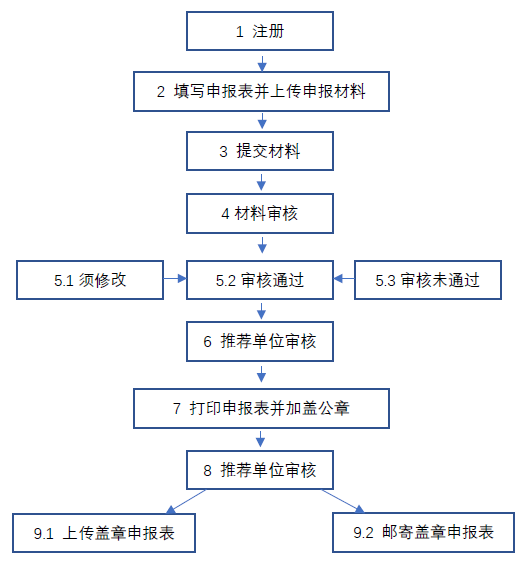 1 注册
2 填写申报表并上传申报材料
3 提交材料
4 材料审核
5.1 须修改
5.2 审核通过
5.3 审核未通过
6 推荐单位审核
7 打印申报表并加盖公章
8 推荐单位审核
9.1 上传盖章申报表
9.2 邮寄盖章申报表